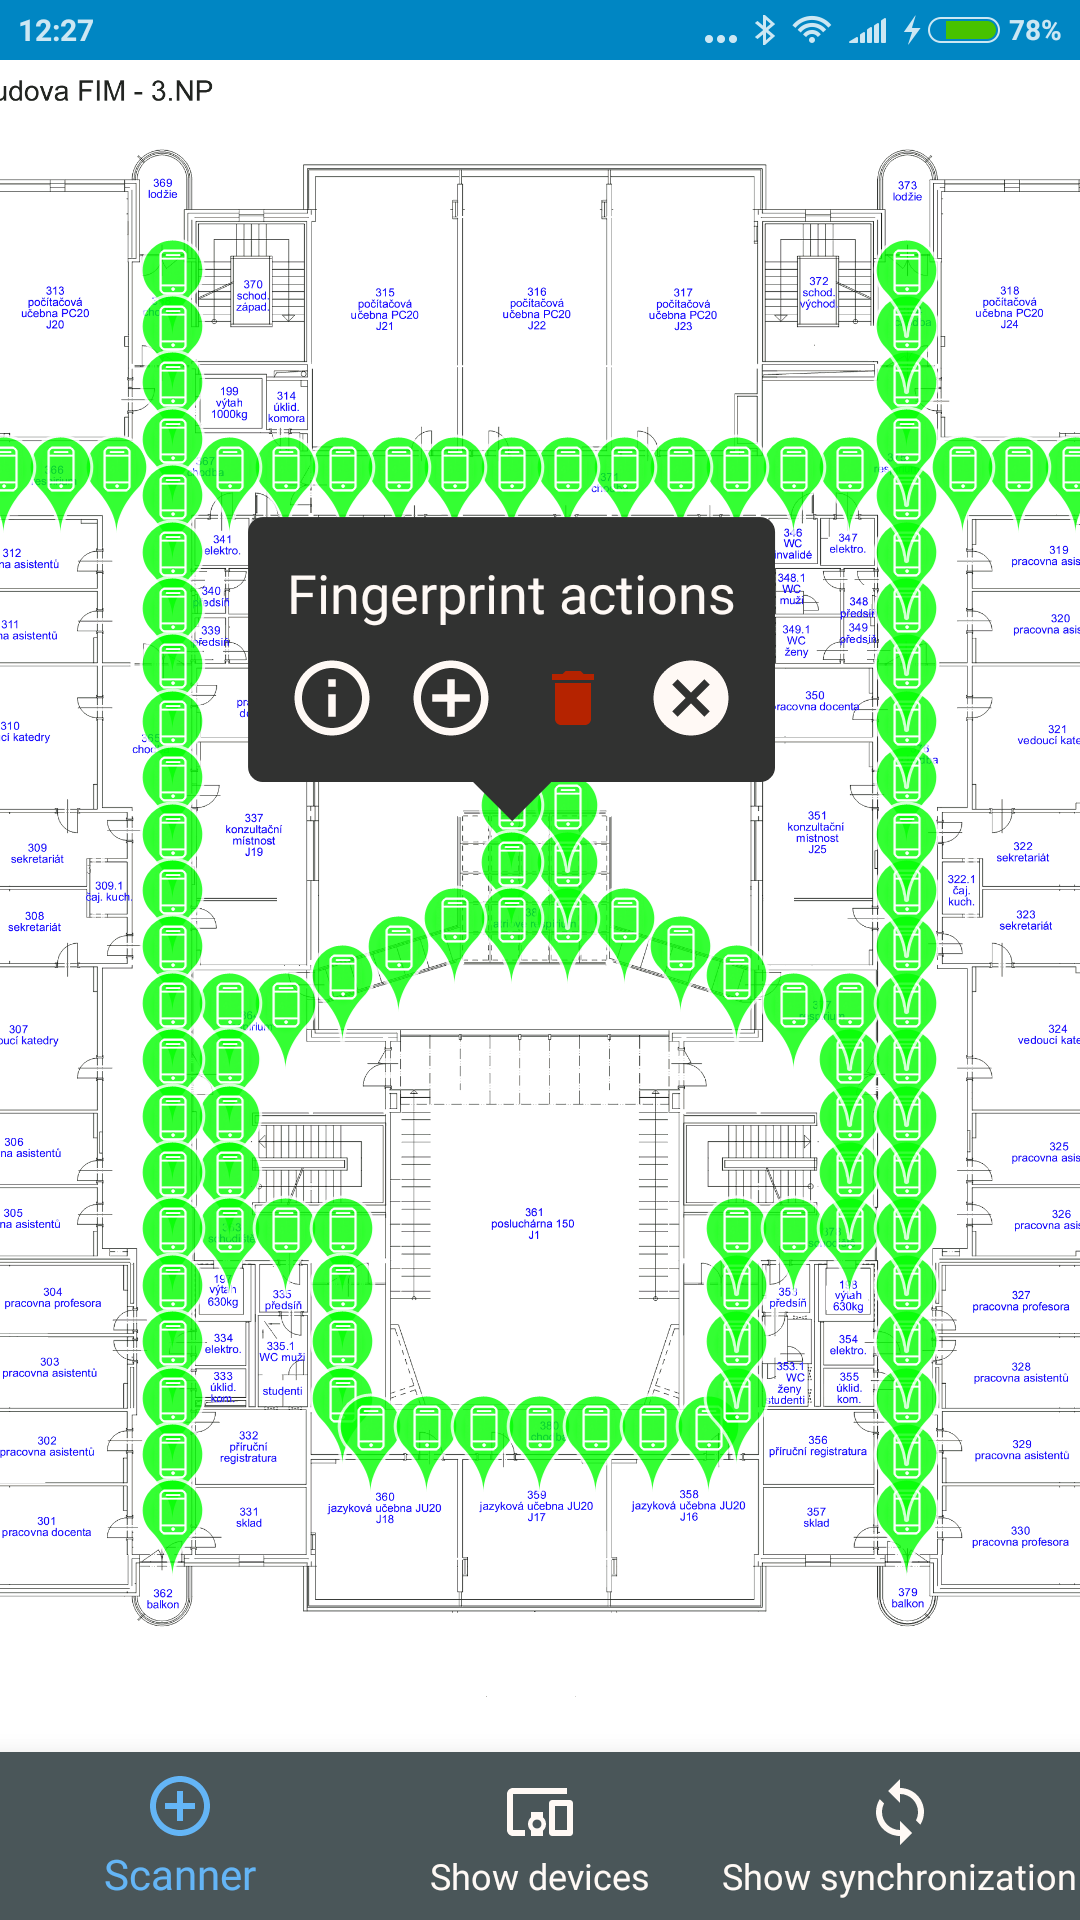 12:27
78%
udova FIM - 3.NP
369
lodžie
373
lodžie
313
počítačová
učebna PC20
J20
370
schod.
západ.
315
počítačová
učebna PC20
J21
316
počítačová
učebna PC20
J22
317
počítačová
učebna PC20
J23
372
schod.
východ.
318
počítačová
učebna PC20
J24
199
výtah
1000kg
314
úklid.
komora
312
na asistentů
341
elektro.
346
WC
invalidé
347
elektro.
319
pracovna asis
Fingerprint actions
340
předsíň
348.1
WC
muži
348
předsíň
311
na asistentů
339
předsíň
349.1
WC
ženy
349
předsíň
320
pracovna asis
310
cí katedry
350
racovna docenta
321
vedoucí kate
309
sekretariát
337
konzultační
místnost
J19
351
konzultační
místnost
J25
322
sekretariát
309.1
čaj. kuch.
322.1
čaj.
kuch.
308
sekretariát
323
sekretariát
307
oucí katedry
324
vedoucí kate
306
na asistentů
325
pracovna asis
305
na asistentů
361
posluchárna 150
J1
326
pracovna asis
304
pracovna profesora
výtah
630kg
335
předsíň
předsíň
výtah
630kg
327
pracovna profesora
334
elektro.
335.1
WC muži
studenti
354
elektro.
303
pracovna asistentů
333
úklid.
kom.
353.1
WC
ženy
studenti
355
úklid.
kom.
328
pracovna asistentů
302
pracovna asistentů
332
příruční
registratura
356
příruční registratura
329
pracovna asistentů
301
pracovna docenta
331
sklad
360
jazyková učebna JU20
J18
359
jazyková učebna JU20
J17
358
jazyková učebna JU20
J16
357
sklad
330
pracovna profesora
362
balkon
379
balkon
Scanner
Show devices
Show synchronization